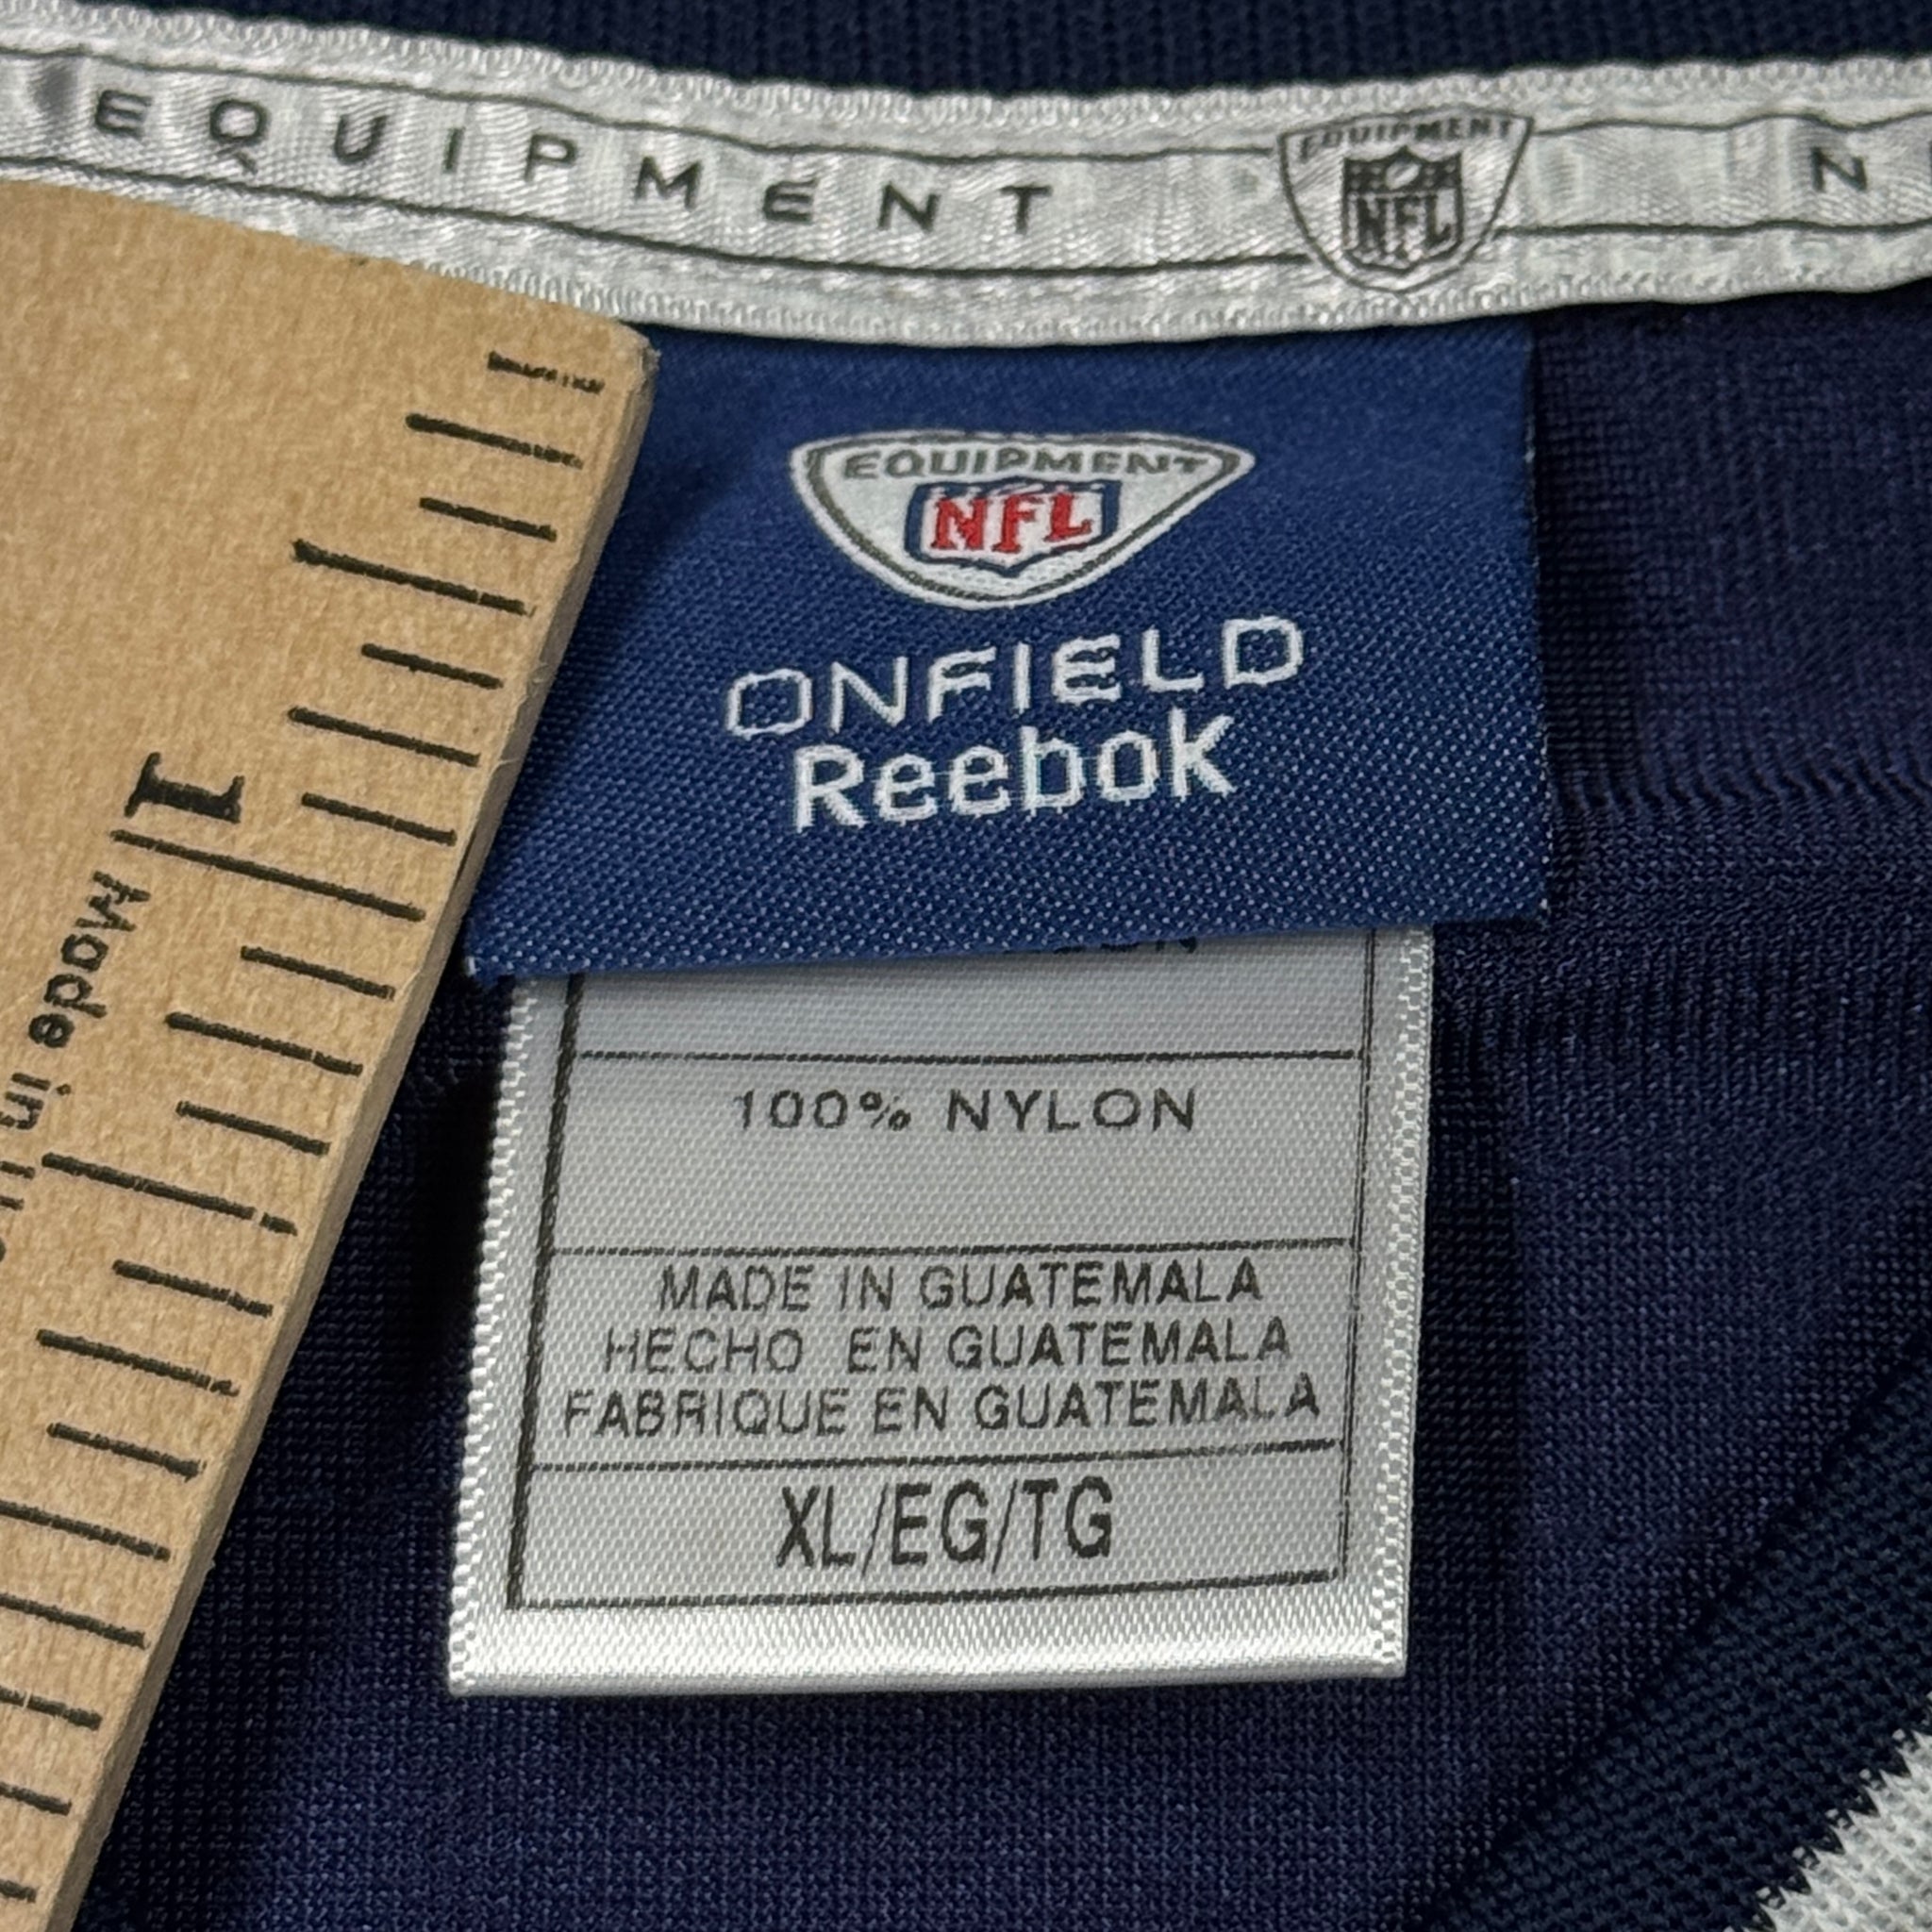 EQUIPMENT
EQUIPMENT
NFL
N
EQUIPMENT
NFL
ONFIELD
Reebok
1
Made in
100% NYLON
MADE IN GUATEMALA
HECHO EN GUATEMALA
FABRIQUE EN GUATEMALA
XL/EG/TG